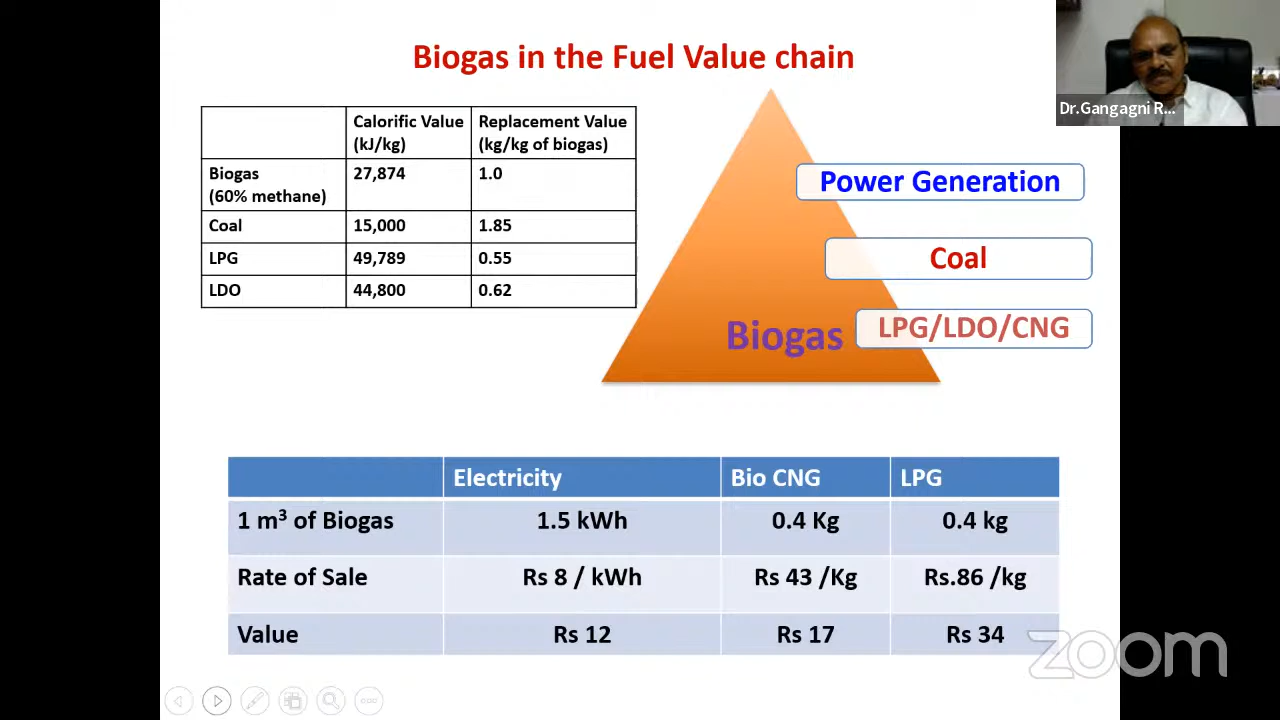 Biogas in the Fuel Value chain
Dr.Gangagni R...
Calorific Value (kJ/kg) Replacement Value (kg/kg of biogas)
Biogas (60% methane) 27,874 1.0
Coal 15,000 1.85
LPG 49,789 0.55
LDO 44,800 0.62
Power Generation
Coal
Biogas LPG/LDO/CNG
Electricity Bio CNG LPG
1 m³ of Biogas 1.5 kWh 0.4 Kg 0.4 kg
Rate of Sale Rs 8 / kWh Rs 43 /Kg Rs.86 /kg
Value Rs 12 Rs 17 Rs 34
zoom